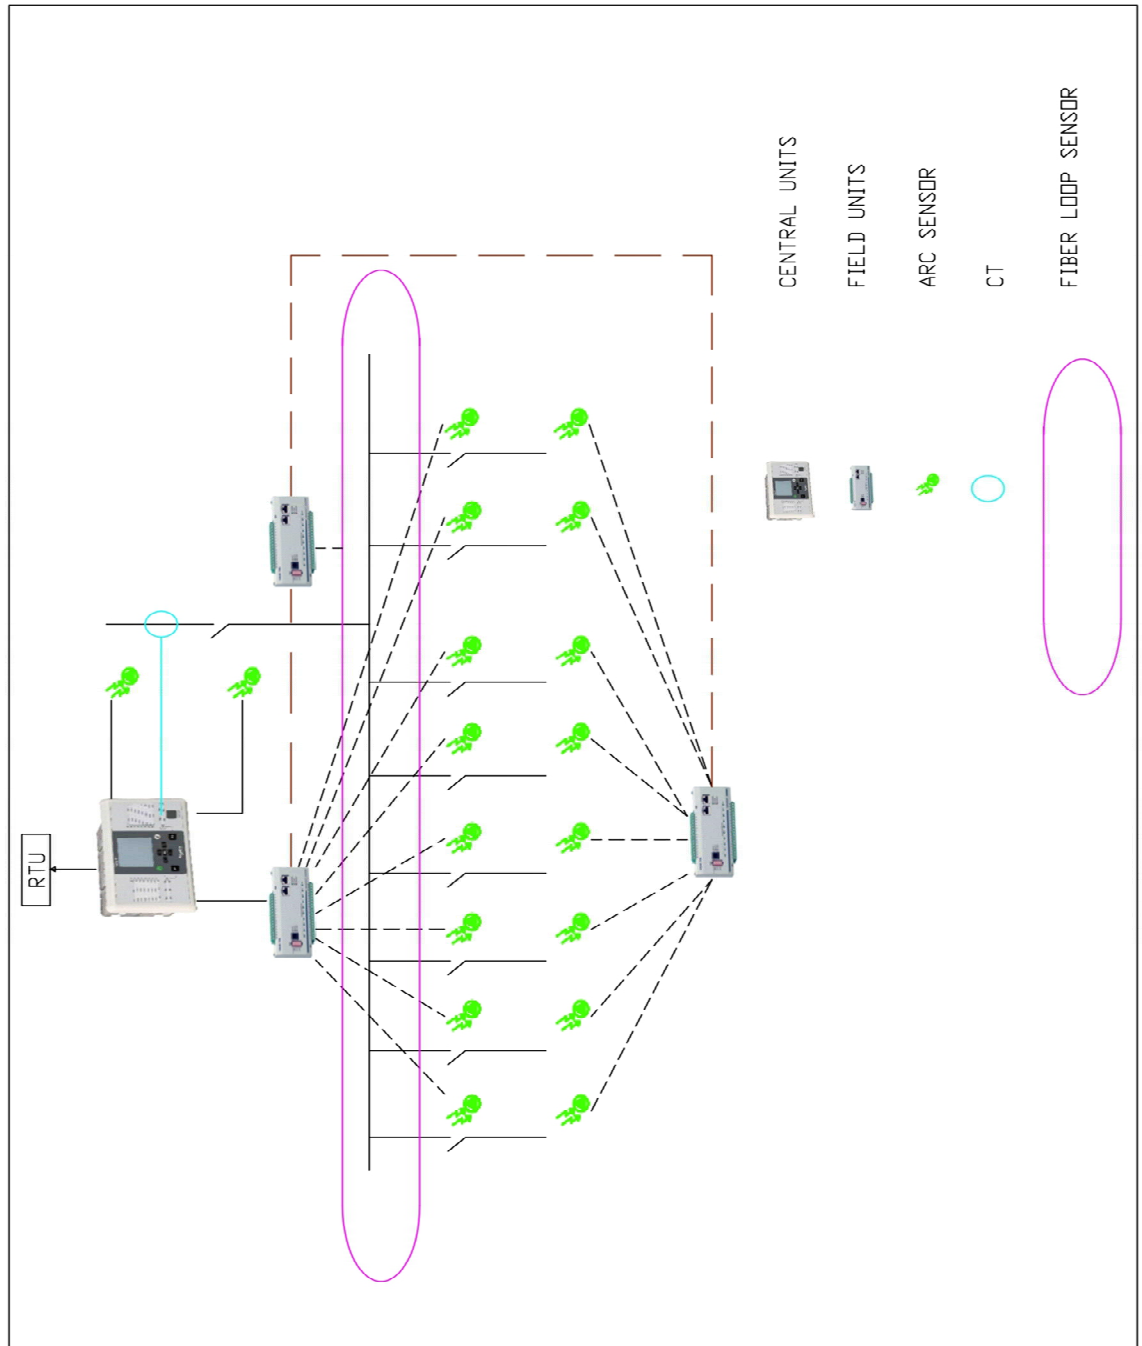 RTU
CENTRAL UNITS
FIELD UNITS
ARC SENSOR
CT
FIBER LOOP SENSOR